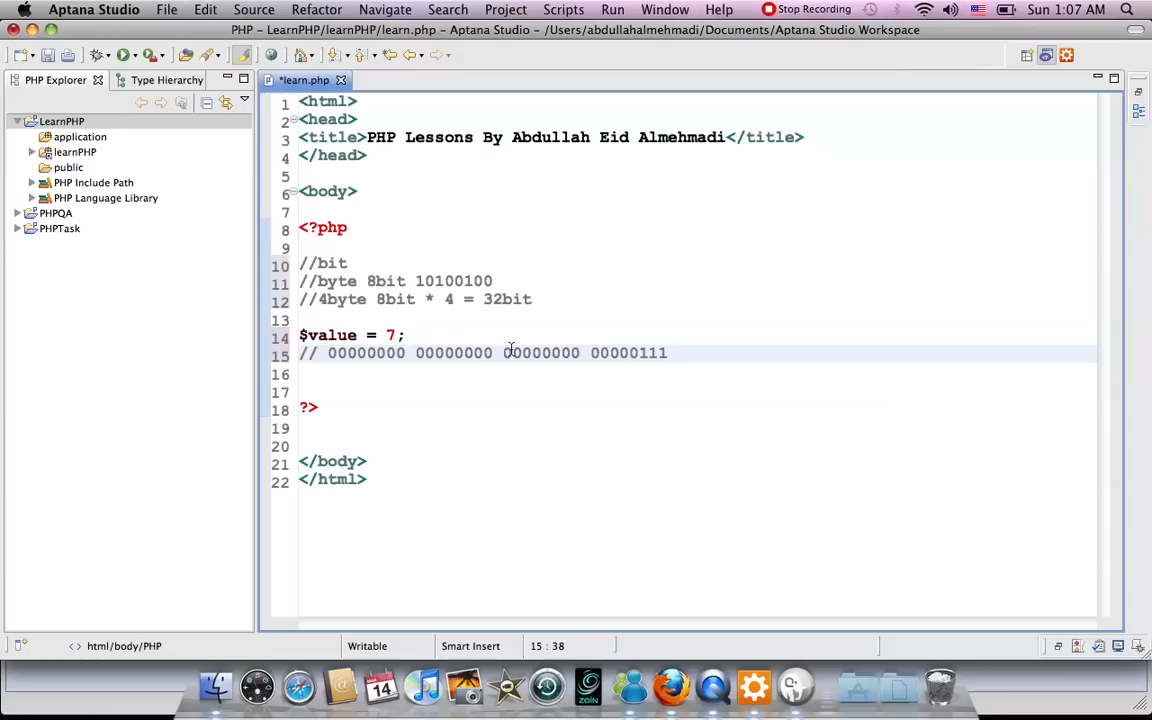 Aptana Studio File Edit Source Refactor Navigate Search Project Scripts Run Window Help Stop Recording Sun 1:07 AM
PHP - LearnPHP/learnPHP/learn.php - Aptana Studio - /Users/abdullahalmehmadi/Documents/Aptana Studio Workspace
PHP Explorer Type Hierarchy
*learn.php
LearnPHP
application
learnPHP
public
PHP Include Path
PHP Language Library
PHPQA
PHPTask
1 <html>
2 <head>
3 <title>PHP Lessons By Abdullah Eid Almehmadi</title>
4 </head>
5
6 <body>
7
8 <?php
9
10 //bit
11 //byte 8bit 10100100
12 //4byte 8bit * 4 = 32bit
13
14 $value = 7;
15 // 00000000 00000000 00000000 00000111
16
17
18 ?>
19
20
21 </body>
22 </html>
<> html/body/PHP Writable Smart Insert 15 : 38
14
zain